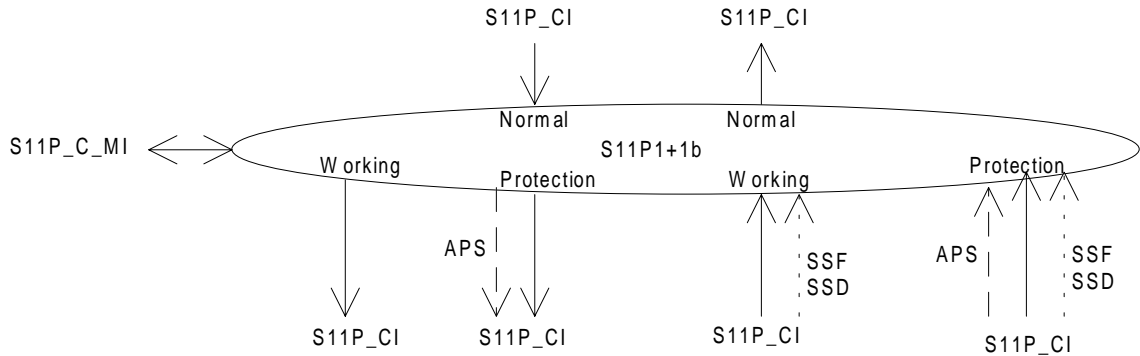 S11P_CI
S11P_CI
Normal
Normal
S11P_C_MI
S11P1+1b
Working
Protection
Working
Protection
APS
SSF
SSD
APS
SSF
SSD
S11P_CI
S11P_CI
S11P_CI
S11P_CI